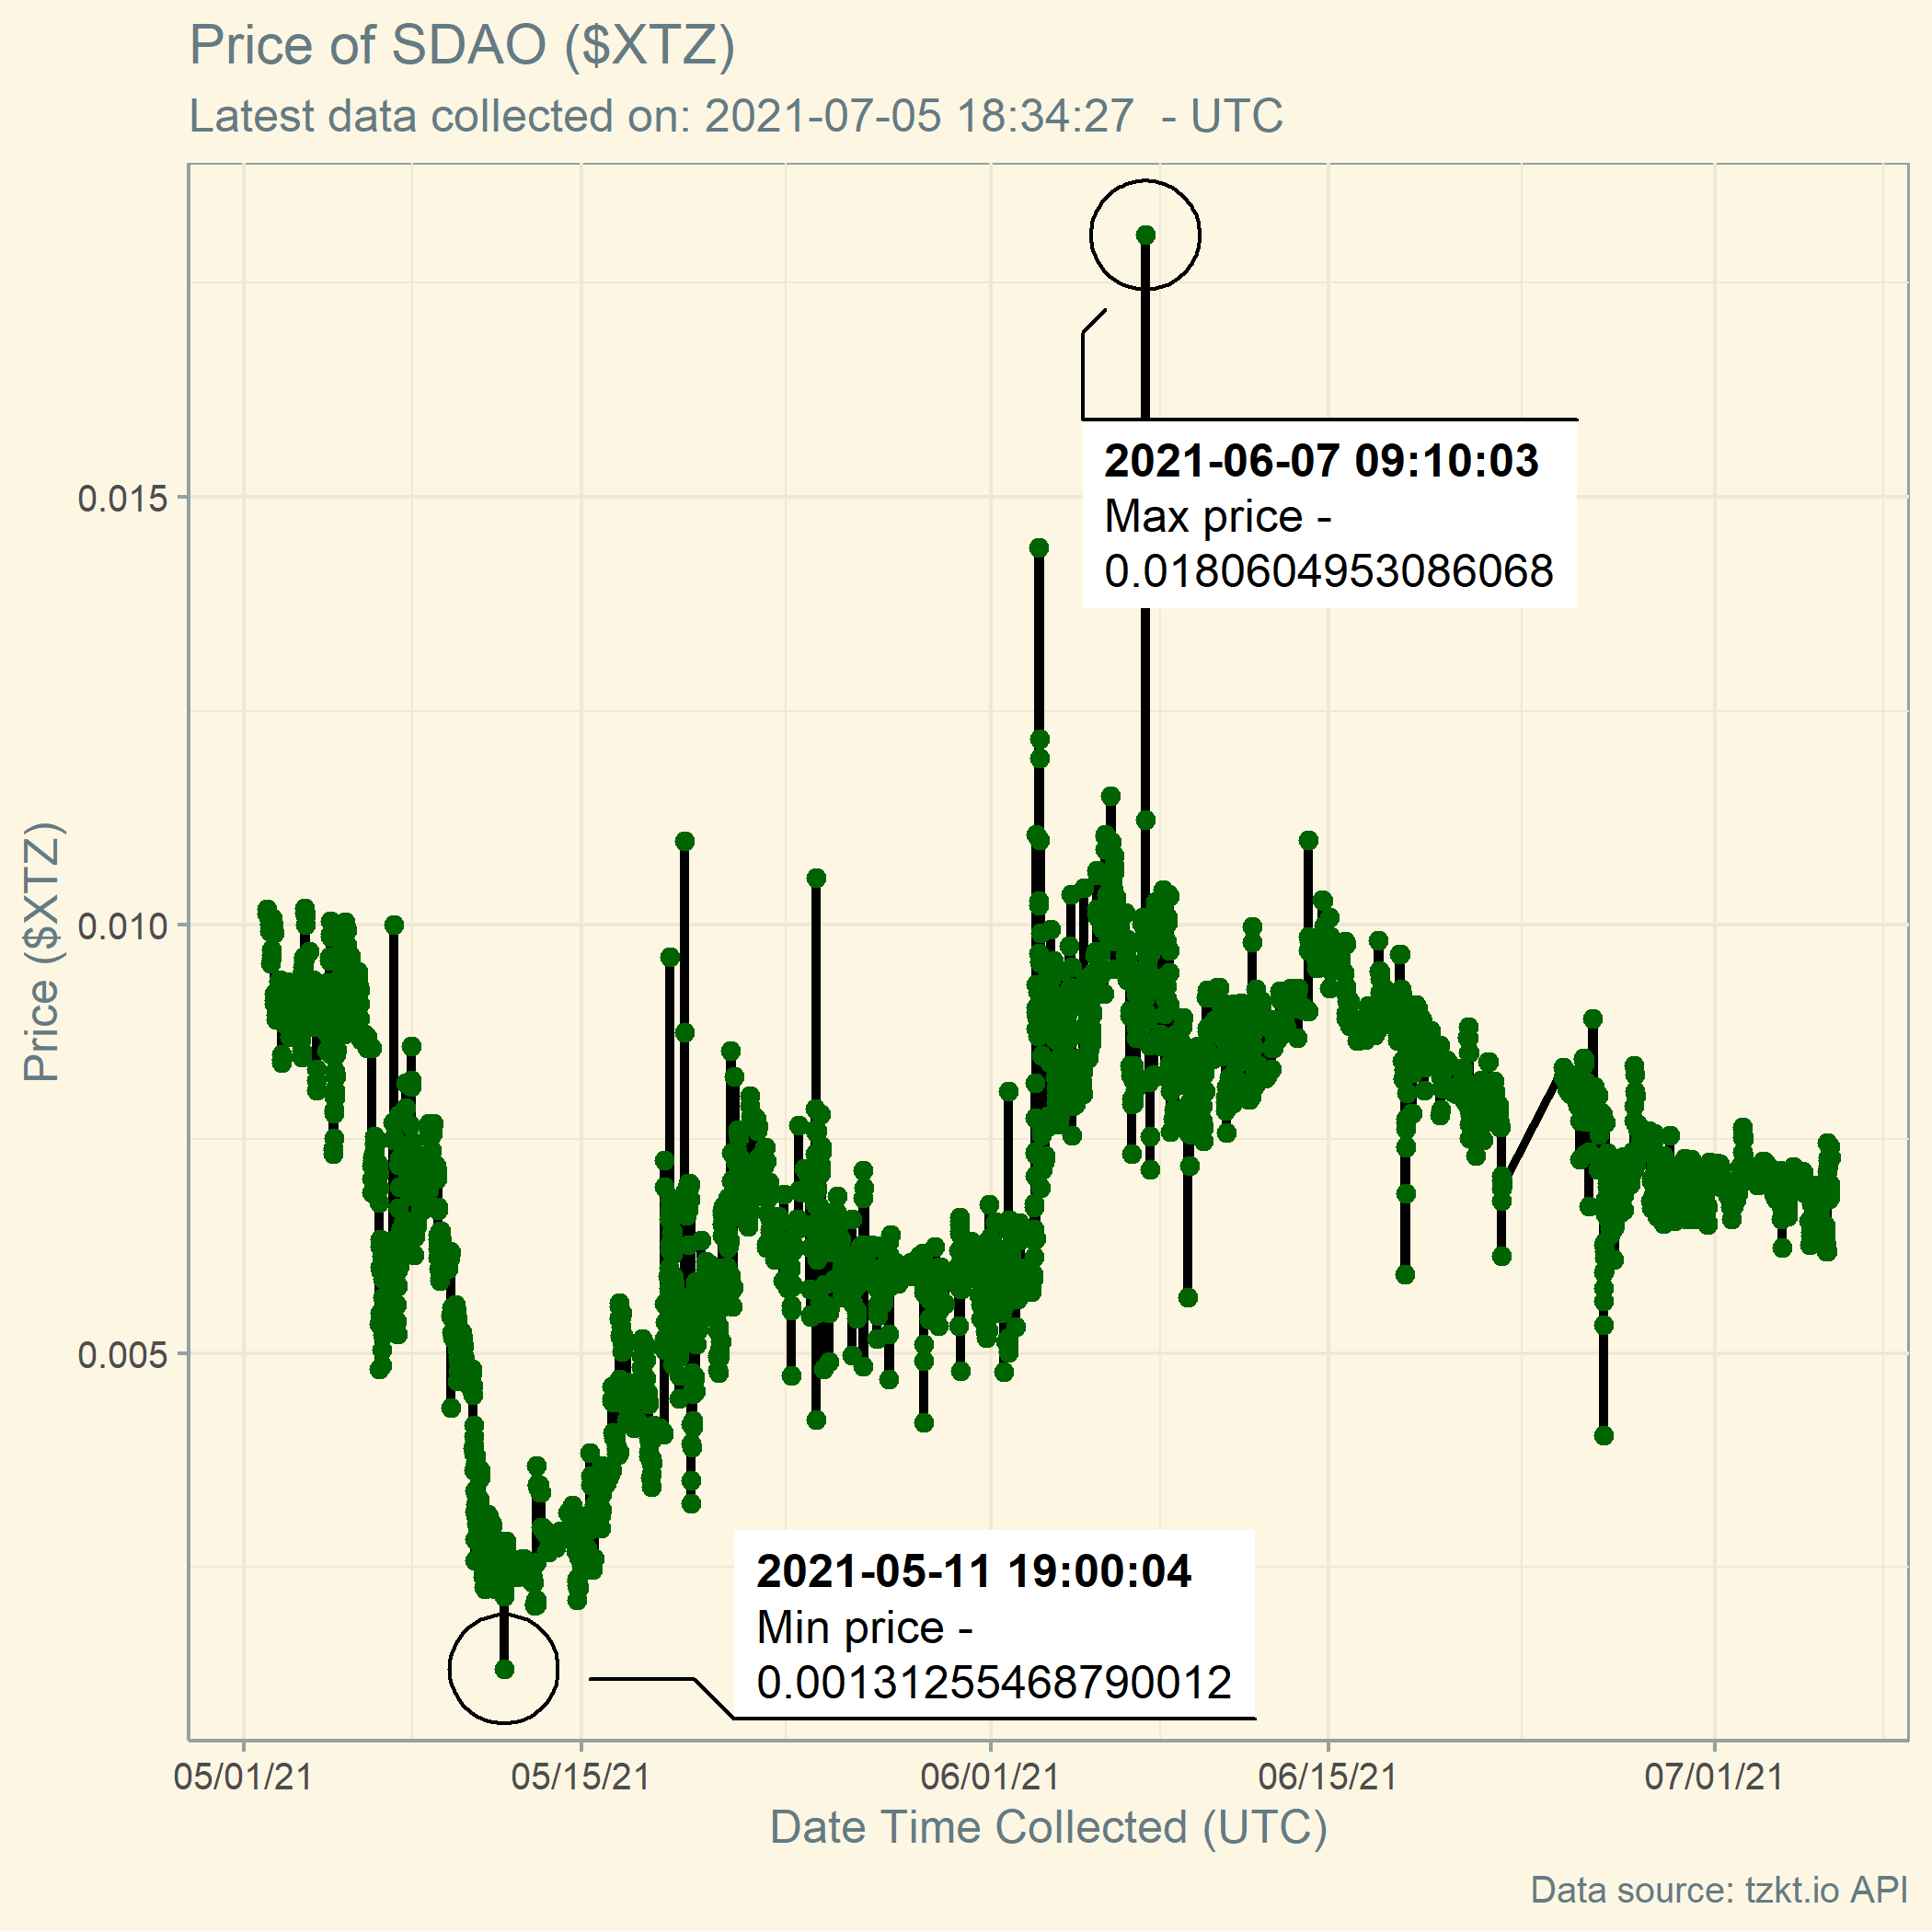 Price of SDAO ($XTZ)
Latest data collected on: 2021-07-05 18:34:27  - UTC
Price ($XTZ)
0.015
0.010
0.005
2021-06-07 09:10:03
Max price -
0.0180604953086068
2021-05-11 19:00:04
Min price -
0.00131255468790012
05/01/21
05/15/21
06/01/21
06/15/21
07/01/21
Date Time Collected (UTC)
Data source: tzkt.io API